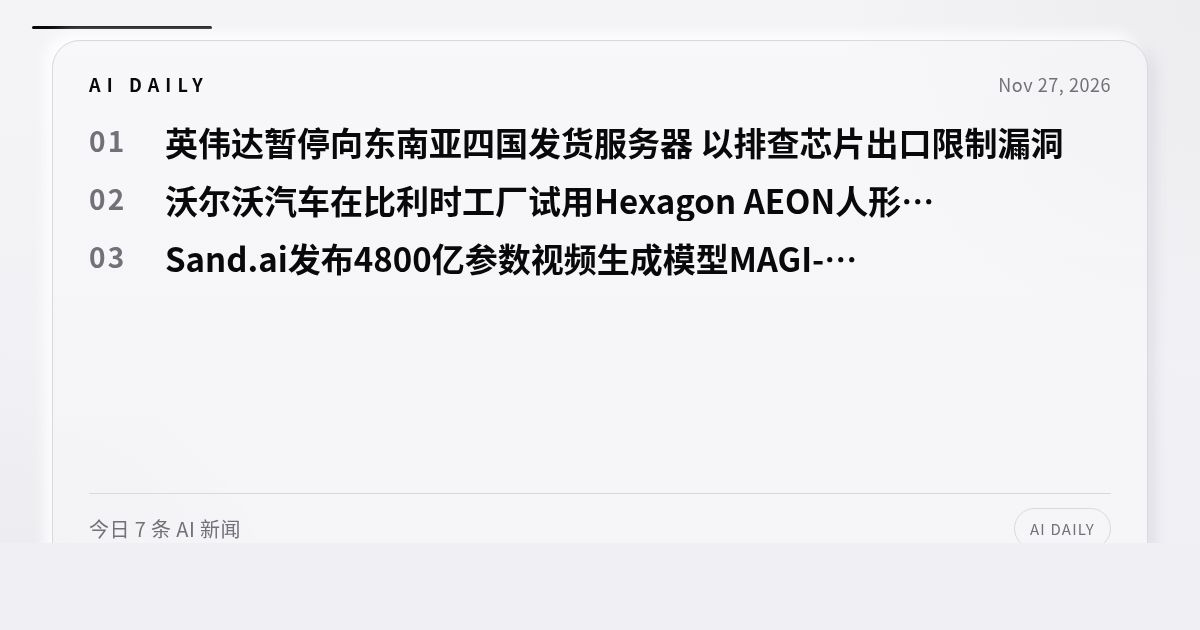 AI DAILY
Nov 27, 2026
01 英伟达暂停向东南亚四国发货服务器 以排查芯片出口限制漏洞
02 沃尔沃汽车在比利时工厂试用Hexagon AEON人形…
03 Sand.ai发布4800亿参数视频生成模型MAGI-…
今日 7 条 AI 新闻
AI DAILY